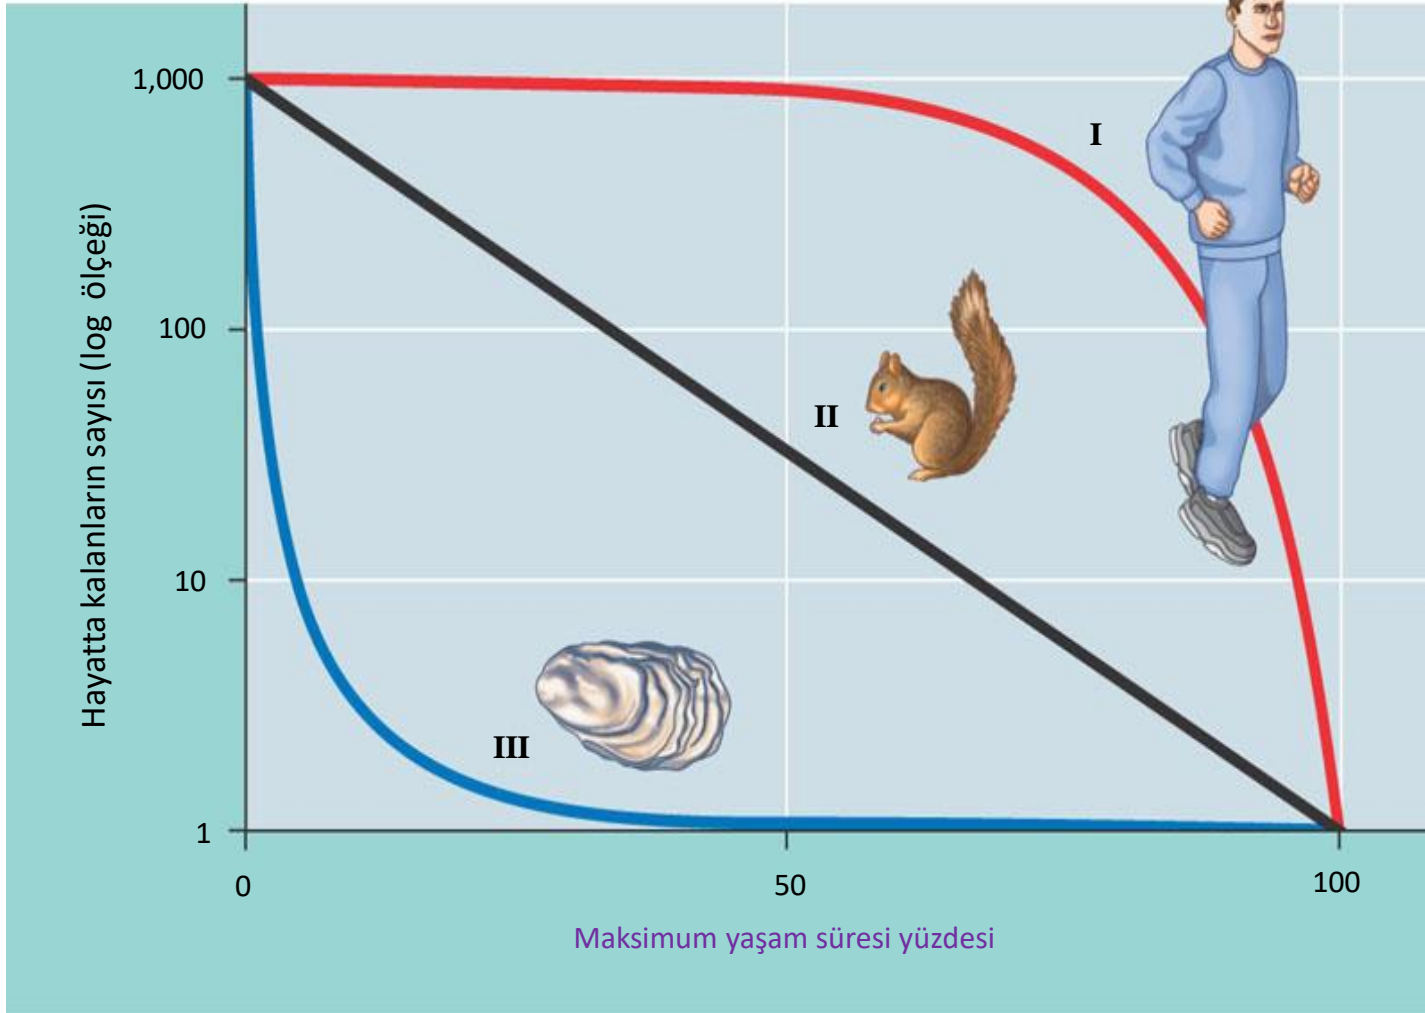 1,000
I
Hayatta kalanların sayısı (log ölçeği)
100
II
10
III
1
0
50
100
Maksimum yaşam süresi yüzdesi